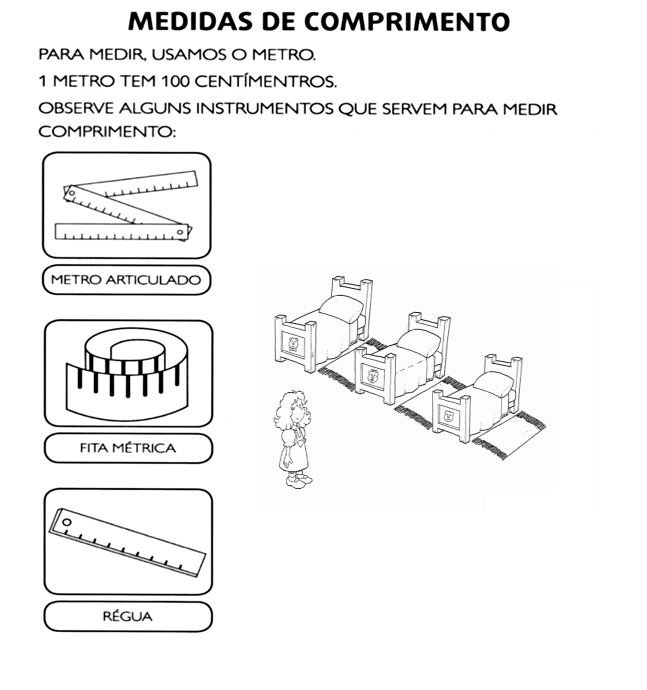 MEDIDAS DE COMPRIMENTO
PARA MEDIR, USAMOS O METRO.
1 METRO TEM 100 CENTÍMENTROS.
OBSERVE ALGUNS INSTRUMENTOS QUE SERVEM PARA MEDIR
COMPRIMENTO:
METRO ARTICULADO
FITA MÉTRICA
RÉGUA